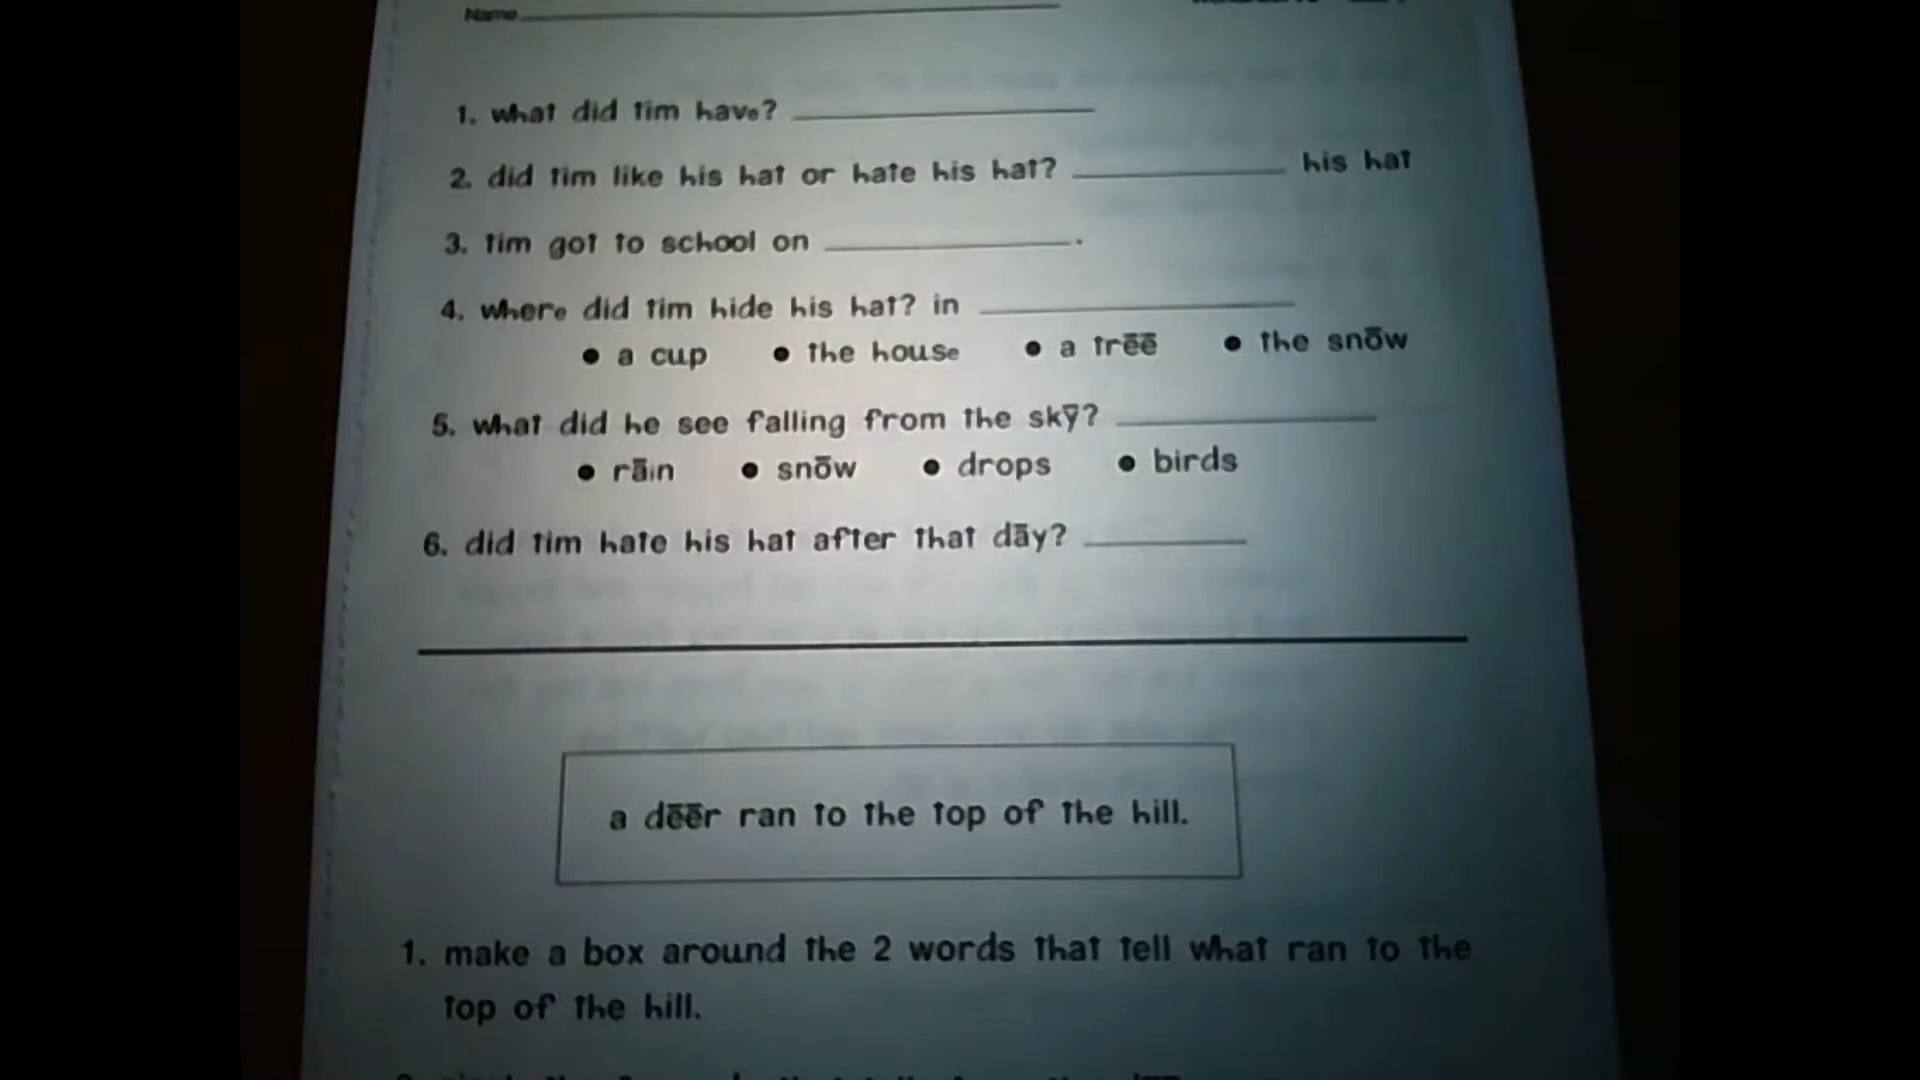 Name
1. what did tim have?
2. did tim like his hat or hate his hat? his hat
3. tim got to school on .
4. where did tim hide his hat? in
• a cup • the house • a trēē • the snōw
5. what did he see falling from the skȳ?
• rāin • snōw • drops • birds
6. did tim hate his hat after that dāy?
a dēēr ran to the top of the hill.
1. make a box around the 2 words that tell what ran to the
top of the hill.